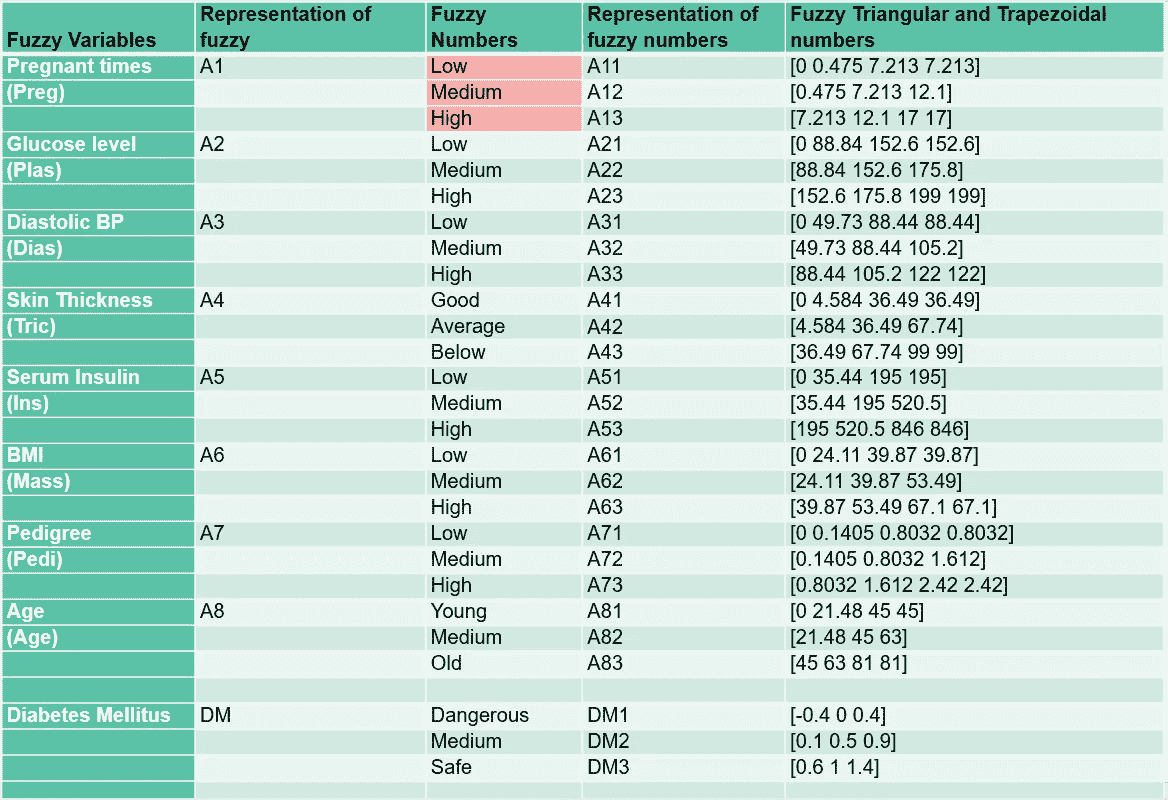 Fuzzy Variables Representation of fuzzy Fuzzy Numbers Representation of fuzzy numbers Fuzzy Triangular and Trapezoidal numbers
Pregnant times A1 Low A11 [0 0.475 7.213 7.213]
(Preg) Medium A12 [0.475 7.213 12.1]
High A13 [7.213 12.1 17 17]
Glucose level A2 Low A21 [0 88.84 152.6 152.6]
(Plas) Medium A22 [88.84 152.6 175.8]
High A23 [152.6 175.8 199 199]
Diastolic BP A3 Low A31 [0 49.73 88.44 88.44]
(Dias) Medium A32 [49.73 88.44 105.2]
High A33 [88.44 105.2 122 122]
Skin Thickness A4 Good A41 [0 4.584 36.49 36.49]
(Tric) Average A42 [4.584 36.49 67.74]
Below A43 [36.49 67.74 99 99]
Serum Insulin A5 Low A51 [0 35.44 195 195]
(Ins) Medium A52 [35.44 195 520.5]
High A53 [195 520.5 846 846]
BMI A6 Low A61 [0 24.11 39.87 39.87]
(Mass) Medium A62 [24.11 39.87 53.49]
High A63 [39.87 53.49 67.1 67.1]
Pedigree A7 Low A71 [0 0.1405 0.8032 0.8032]
(Pedi) Medium A72 [0.1405 0.8032 1.612]
High A73 [0.8032 1.612 2.42 2.42]
Age A8 Young A81 [0 21.48 45 45]
(Age) Medium A82 [21.48 45 63]
Old A83 [45 63 81 81]
Diabetes Mellitus DM Dangerous DM1 [-0.4 0 0.4]
Medium DM2 [0.1 0.5 0.9]
Safe DM3 [0.6 1 1.4]